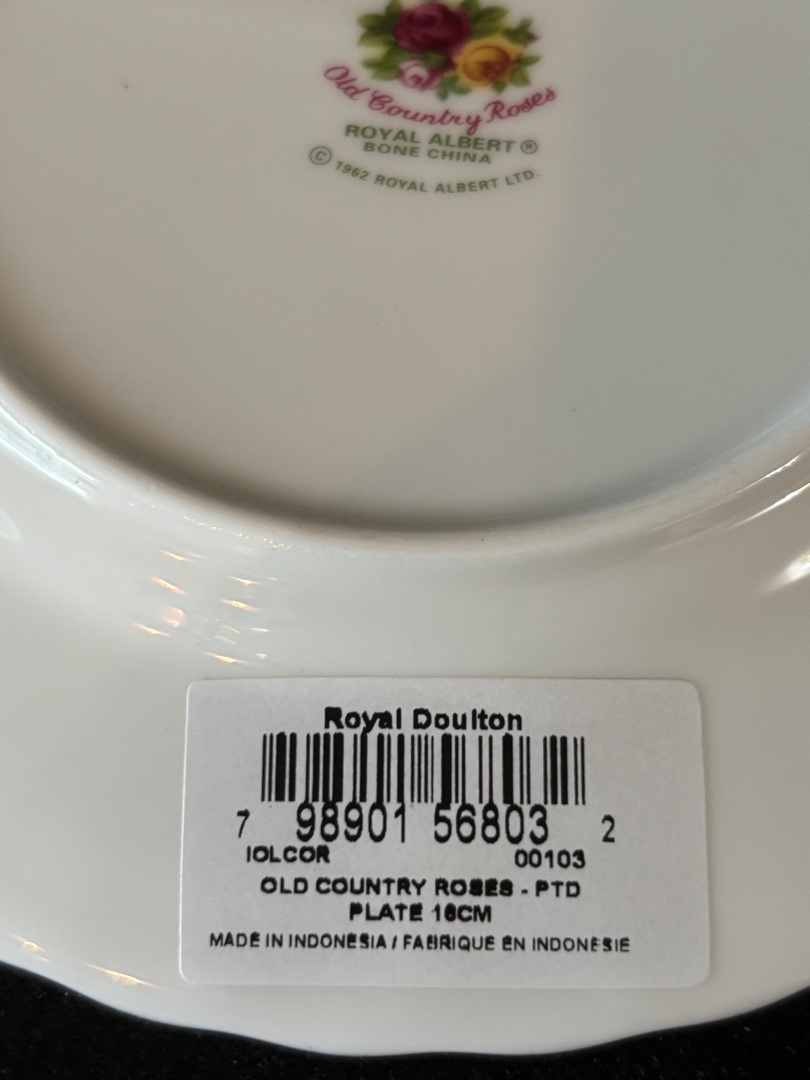 Old Country Roses
ROYAL ALBERT ®
BONE CHINA
© 1962 ROYAL ALBERT LTD.
Royal Doulton
7 98901 56803 2
IOLCOR 00103
OLD COUNTRY ROSES - PTD
PLATE 16CM
MADE IN INDONESIA / FABRIQUE EN INDONESIE